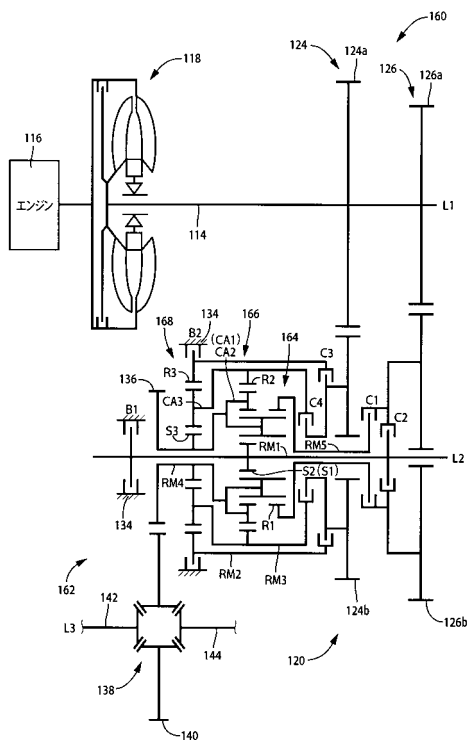 124
124a
160
118
126
126a
116
エンジン
L1
114
B2
134
(CA1)
CA2
166
168
164
R3
R2
C3
136
CA3
C4
C1
C2
B1
S3
RM1
RM5
L2
RM4
S2(S1)
134
R1
162
RM2
RM3
142
124b
126b
L3
144
120
138
140